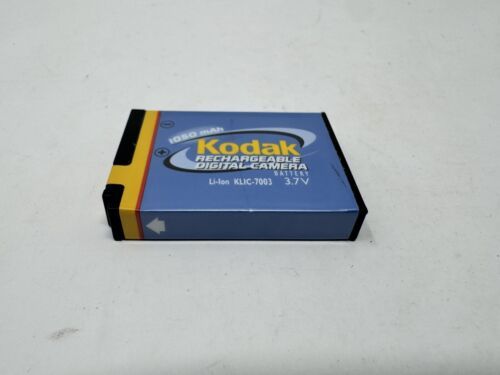 1050 mAh
Kodak
RECHARGEABLE
DIGITAL CAMERA
BATTERY
Li-Ion KLIC-7003 3.7V